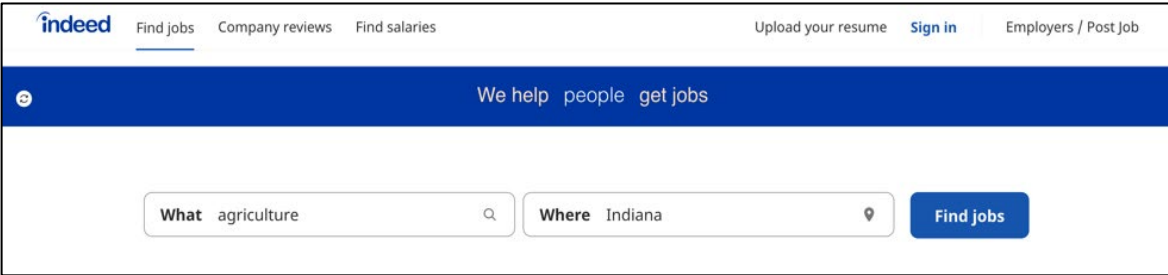 indeed Find jobs Company reviews Find salaries Upload your resume Sign in Employers / Post Job
We help people get jobs
What agriculture Where Indiana Find jobs